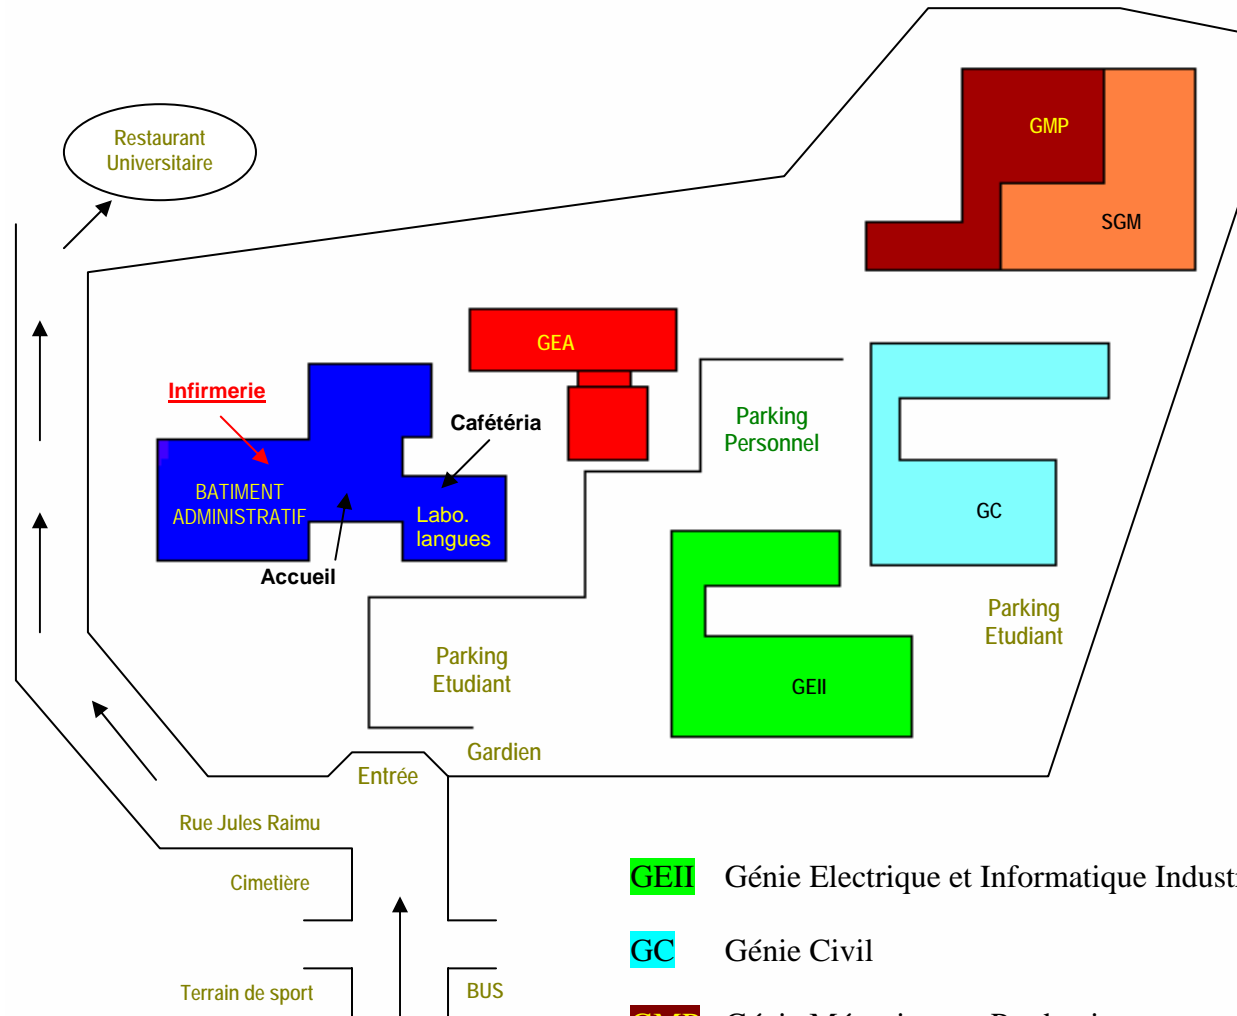 Restaurant
Universitaire
GMP
SGM
GEA
Infirmerie
Cafétéria
Parking
Personnel
BATIMENT
ADMINISTRATIF
Labo.
langues
GC
Accueil
Parking
Etudiant
Parking
Etudiant
GEII
Gardien
Entrée
Rue Jules Raimu
Cimetière
GEII Génie Electrique et Informatique
GC Génie Civil
Terrain de sport
BUS